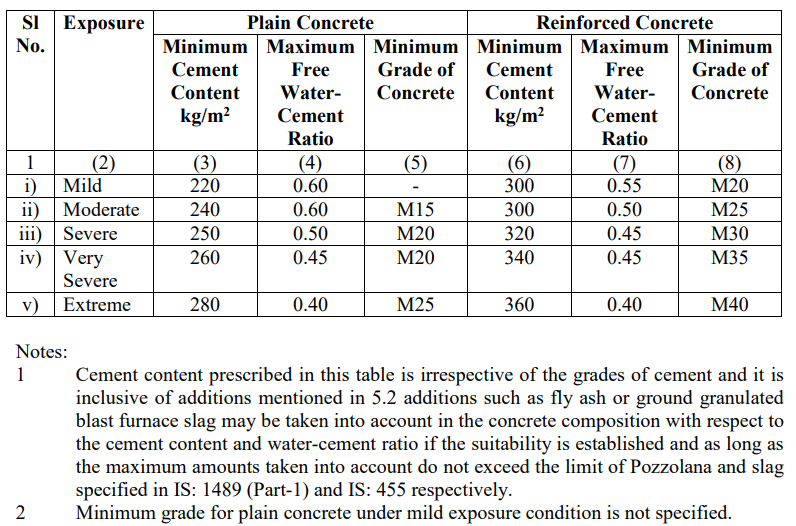 Sl No. Exposure Plain Concrete Reinforced Concrete
Minimum Cement Content kg/m² Maximum Free Water-Cement Ratio Minimum Grade of Concrete Minimum Cement Content kg/m² Maximum Free Water-Cement Ratio Minimum Grade of Concrete
1 (2) (3) (4) (5) (6) (7) (8)
i) Mild 220 0.60 - 300 0.55 M20
ii) Moderate 240 0.60 M15 300 0.50 M25
iii) Severe 250 0.50 M20 320 0.45 M30
iv) Very Severe 260 0.45 M20 340 0.45 M35
v) Extreme 280 0.40 M25 360 0.40 M40
Notes:
1 Cement content prescribed in this table is irrespective of the grades of cement and it is
inclusive of additions mentioned in 5.2 additions such as fly ash or ground granulated
blast furnace slag may be taken into account in the concrete composition with respect to
the cement content and water-cement ratio if the suitability is established and as long as
the maximum amounts taken into account do not exceed the limit of Pozzolana and slag
specified in IS: 1489 (Part-1) and IS: 455 respectively.
2 Minimum grade for plain concrete under mild exposure condition is not specified.